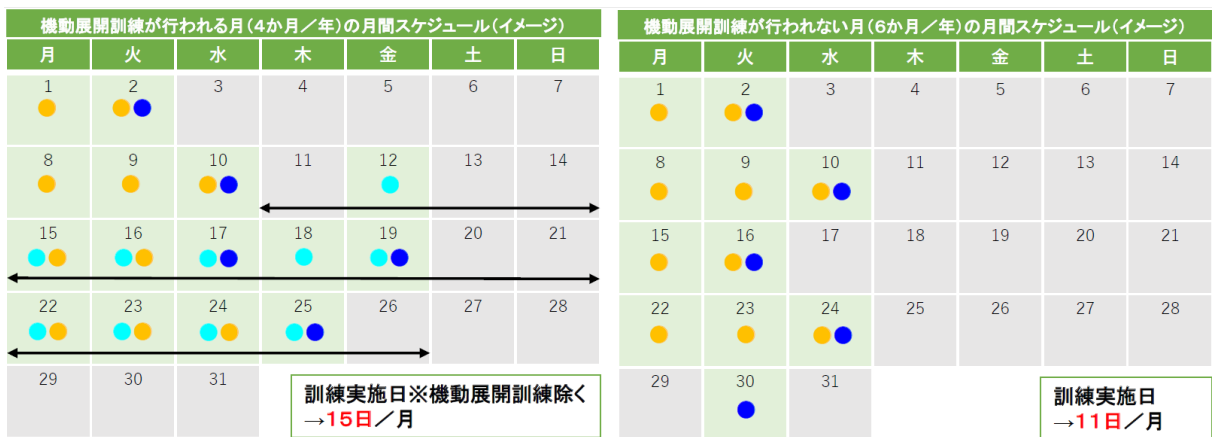 機動展開訓練が行われる月（4か月／年）の月間スケジュール（イメージ）
月 火 水 木 金 土 日
1 2 3 4 5 6 7
8 9 10 11 12 13 14
15 16 17 18 19 20 21
22 23 24 25 26 27 28
29 30 31
訓練実施日※機動展開訓練除く
→15日／月
機動展開訓練が行われない月（6か月／年）の月間スケジュール（イメージ）
月 火 水 木 金 土 日
1 2 3 4 5 6 7
8 9 10 11 12 13 14
15 16 17 18 19 20 21
22 23 24 25 26 27 28
29 30 31
訓練実施日
→11日／月